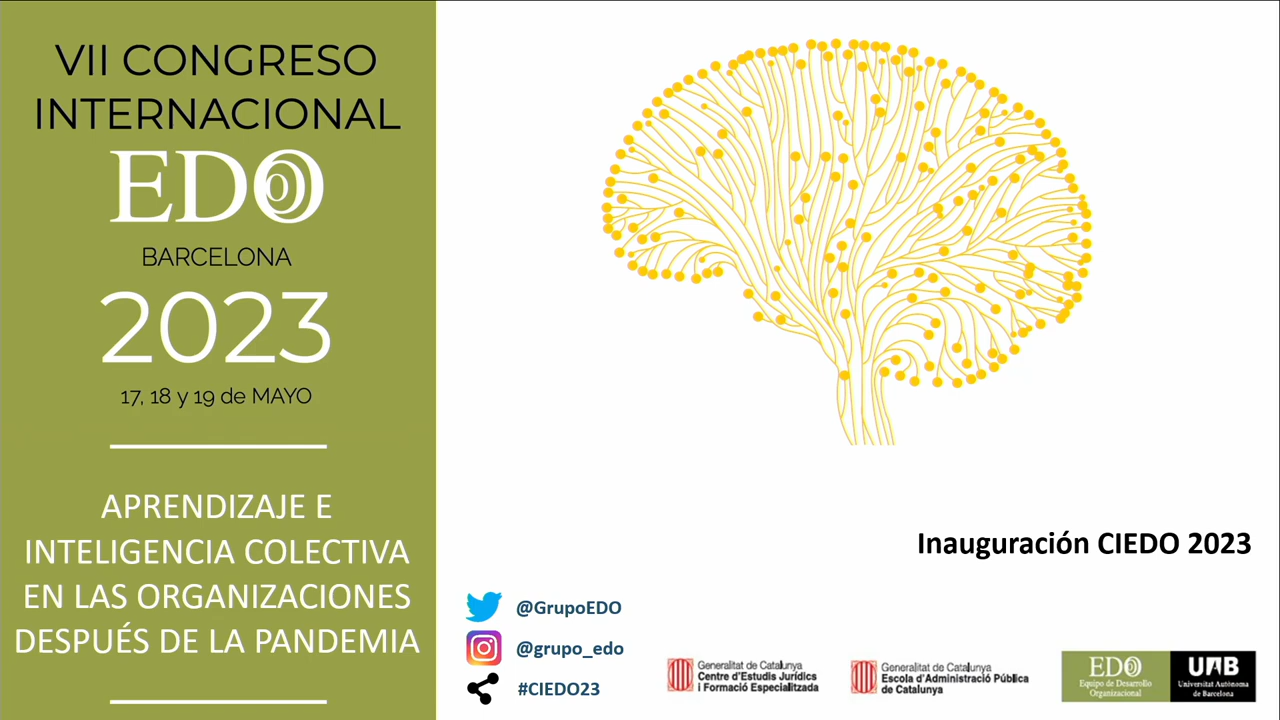 VII CONGRESO
INTERNACIONAL
EDO
BARCELONA
2023
17, 18 y 19 de MAYO
APRENDIZAJE E
INTELIGENCIA COLECTIVA
EN LAS ORGANIZACIONES
DESPUÉS DE LA PANDEMIA
Inauguración CIEDO 2023
@GrupoEDO
@grupo_edo
#CIEDO23
Generalitat de Catalunya
Centre d'Estudis Jurídics
i Formació Especialitzada
Generalitat de Catalunya
Escola d'Administració Pública
de Catalunya
EDO
Equipo de Desarrollo
Organizacional
UAB
Universitat Autònoma
de Barcelona